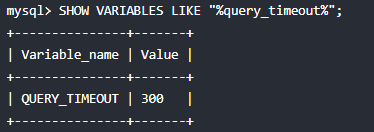 mysql> SHOW VARIABLES LIKE "%query_timeout%";
+---------------+-------+
| Variable_name | Value |
+---------------+-------+
| QUERY_TIMEOUT | 300   |
+---------------+-------+